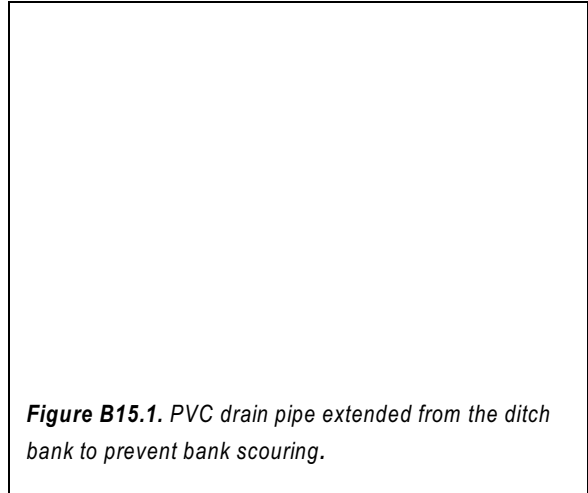 Figure B15.1. PVC drain pipe extended from the ditch
bank to prevent bank scouring.